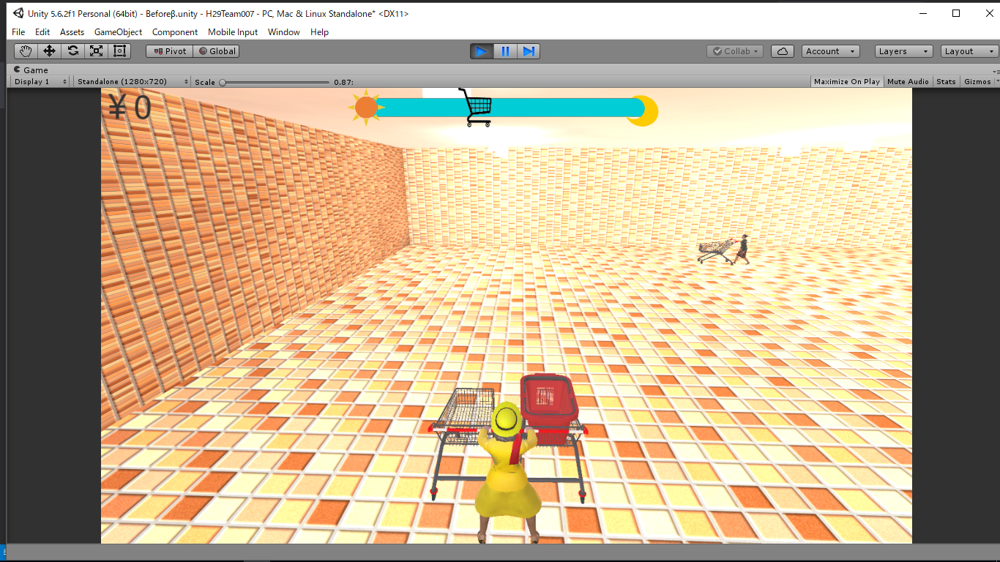 Unity 5.6.2f1 Personal (64bit) - Beforeβ.unity - H29Team007 - PC, Mac & Linux Standalone* <DX11>
File Edit Assets GameObject Component Mobile Input Window Help
Pivot Global Collab Account Layers Layout
Game
Display 1 Standalone (1280x720) Scale 0.87: Maximize On Play Mute Audio Stats Gizmos
¥ 0